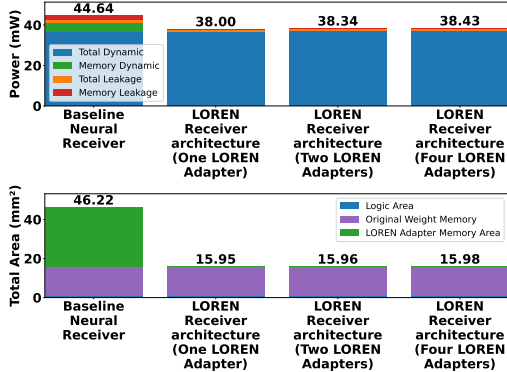 44.64
38.00
38.34
38.43
Power (mW)
40
20
0
Total Dynamic
Memory Dynamic
Total Leakage
Memory Leakage
Baseline
Neural
Receiver
LOREN
Receiver
architecture
(One LOREN
Adapter)
LOREN
Receiver
architecture
(Two LOREN
Adapters)
LOREN
Receiver
architecture
(Four LOREN
Adapters)
46.22
15.95
15.96
15.98
Total Area (mm²)
40
20
0
Logic Area
Original Weight Memory
LOREN Adapter Memory Area
Baseline
Neural
Receiver
LOREN
Receiver
architecture
(One LOREN
Adapter)
LOREN
Receiver
architecture
(Two LOREN
Adapters)
LOREN
Receiver
architecture
(Four LOREN
Adapters)